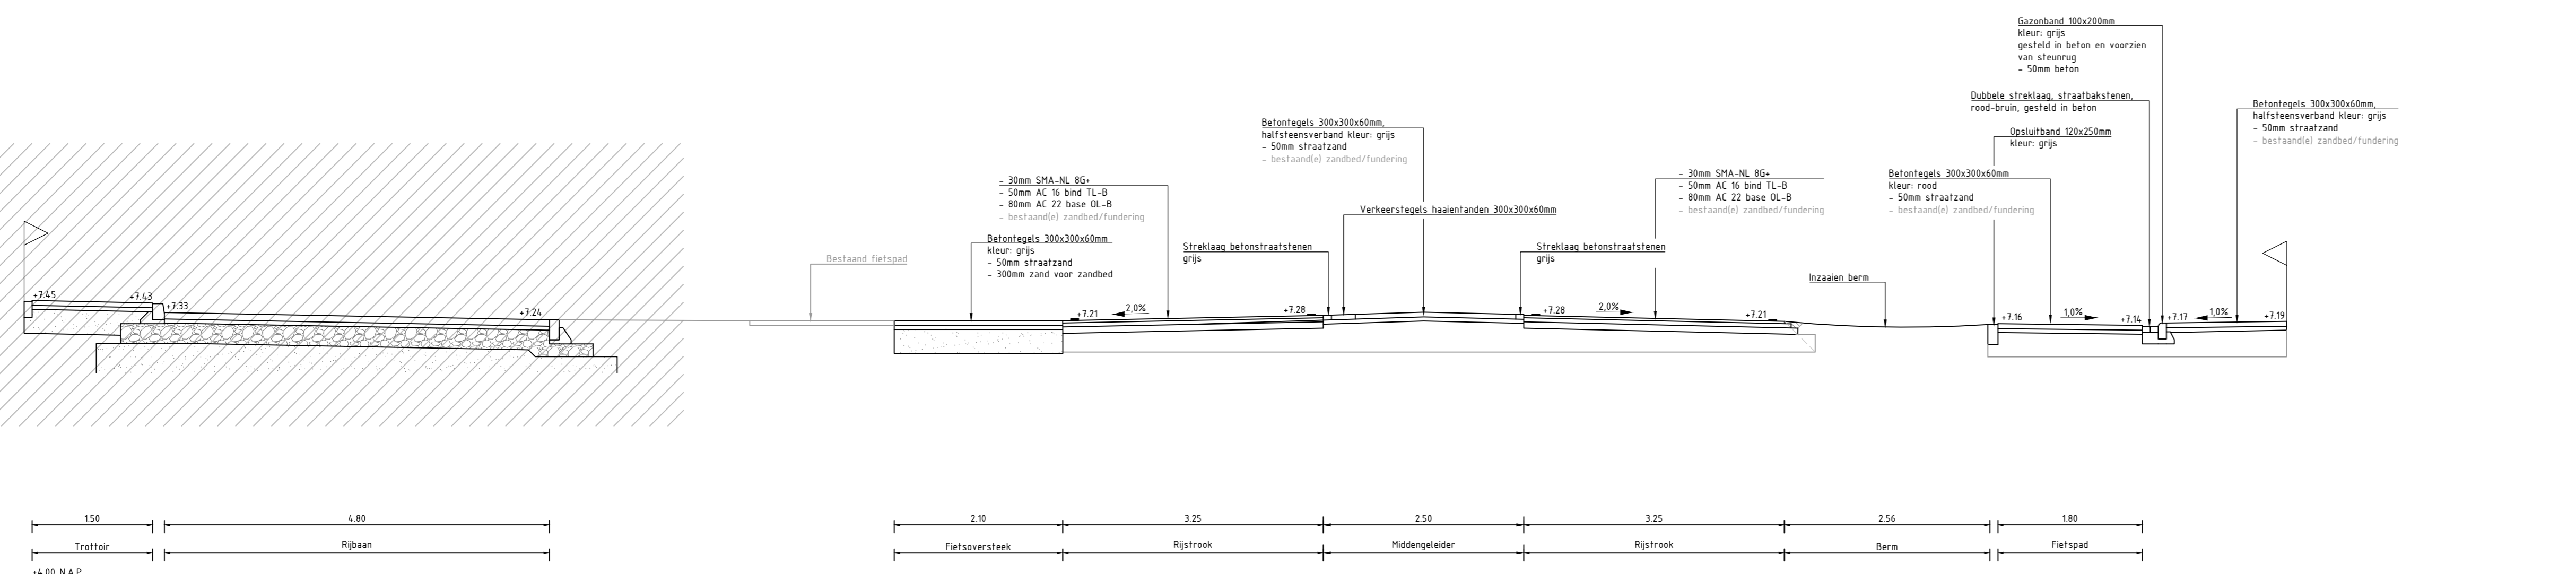 Gazonband 100x200mm
kleur: grijs
gesteld in beton en voorzien
van steunrug
- 50mm beton
Dubbele streklaag, straatbakstenen,
rood-bruin, gesteld in beton
Betontegels 300x300x60mm,
halfsteensverband kleur: grijs
- 50mm straatzand
- bestaand(e) zandbed/fundering
Opsluitband 120x250mm
kleur: grijs
Betontegels 300x300x60mm,
halfsteensverband kleur: grijs
- 50mm straatzand
- bestaand(e) zandbed/fundering
- 30mm SMA-NL 8G+
- 50mm AC 16 bind TL-B
- 80mm AC 22 base OL-B
- bestaand(e) zandbed/fundering
- 30mm SMA-NL 8G+
- 50mm AC 16 bind TL-B
- 80mm AC 22 base OL-B
- bestaand(e) zandbed/fundering
Betontegels 300x300x60mm
kleur: rood
- 50mm straatzand
- bestaand(e) zandbed/fundering
Verkeerstegels haaientanden 300x300x60mm
Betontegels 300x300x60mm
kleur: grijs
- 50mm straatzand
- 300mm zand voor zandbed
Streklaag betonstraatstenen
grijs
Streklaag betonstraatstenen
grijs
Bestaand fietspad
Inzaaien berm
+7.45 +7.43 +7.33 +7.24 +7.21 2,0% +7.28 +7.28 2,0% +7.21 +7.16 1,0% +7.14 +7.17 1,0% +7.19
1.50 4.80 2.10 3.25 2.50 3.25 2.56 1.80
Trottoir Rijbaan Fietsoversteek Rijstrook Middengeleider Rijstrook Berm Fietspad
+4.00 N.A.P.